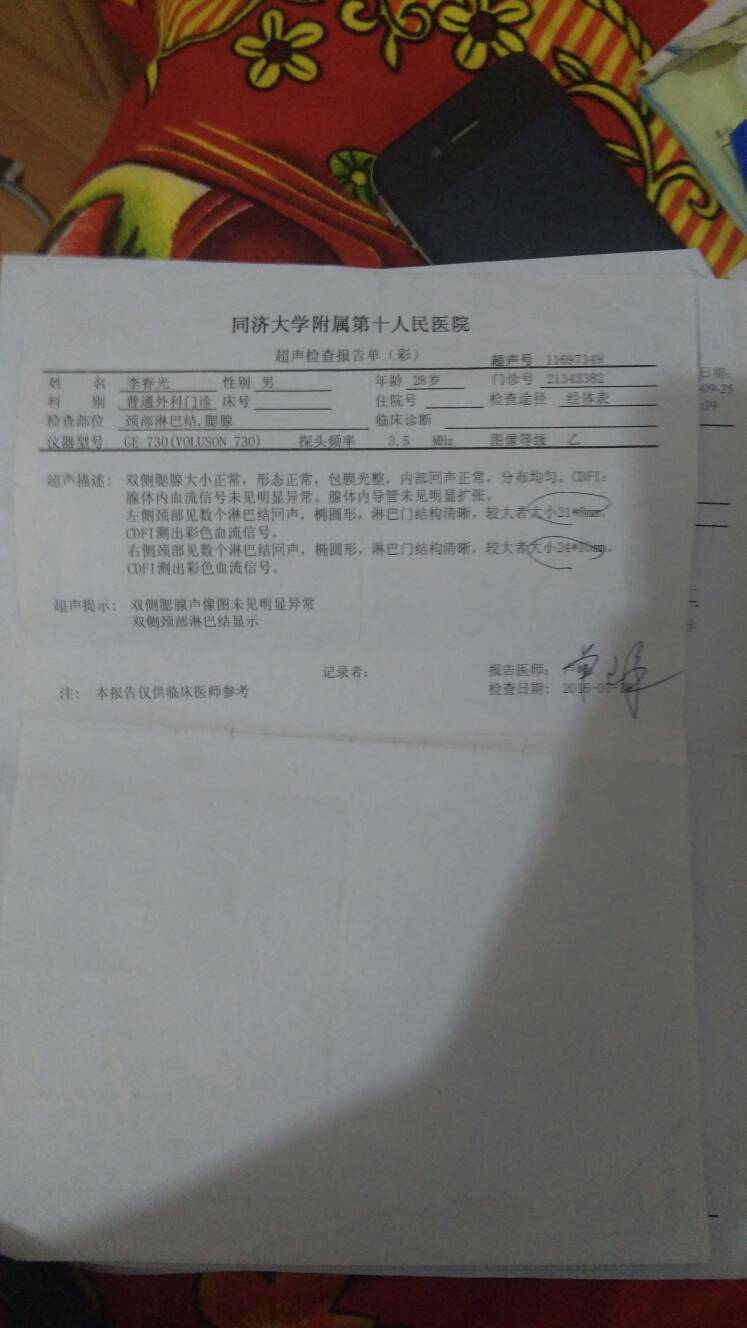 同济大学附属第十人民医院
超声检查报告单（彩）
超声号 11697349
姓 名 李春光 性别 男 年龄 28岁 门诊号 21343382
科 别 普通外科门诊 床号 住院号 检查途径 经体表
检查部位 颈部淋巴结,腮腺 临床诊断
仪器型号 GE 730(VOLUSON 730) 探头频率 3.5 MHz 图像等级 乙
超声描述: 双侧腮腺大小正常，形态正常，包膜光整，内部回声正常，分布均匀。CDFI:
腺体内血流信号未见明显异常。腺体内导管未见明显扩张。
左侧颈部见数个淋巴结回声，椭圆形，淋巴门结构清晰，较大者大小21*8mm。
CDFI测出彩色血流信号。
右侧颈部见数个淋巴结回声，椭圆形，淋巴门结构清晰，较大者大小24*10mm。
CDFI测出彩色血流信号。
超声提示: 双侧腮腺声像图未见明显异常
双侧颈部淋巴结显示
记录者: 报告医师:
注: 本报告仅供临床医师参考 检查日期: 2015-07
日期:
-09-25
:39